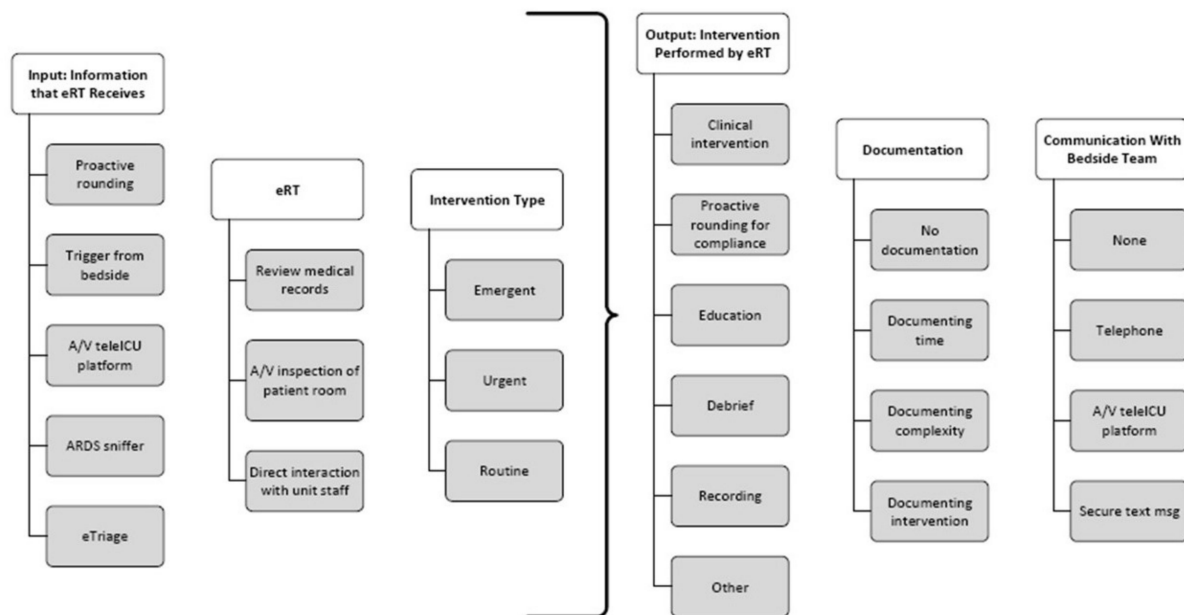 Input: Information
that eRT Receives
Proactive
rounding
Trigger from
bedside
A/V teleICU
platform
ARDS sniffer
eTriage
eRT
Review medical
records
A/V inspection of
patient room
Direct interaction
with unit staff
Intervention Type
Emergent
Urgent
Routine
Output: Intervention
Performed by eRT
Clinical
intervention
Proactive
rounding for
compliance
Education
Debrief
Recording
Other
Documentation
No
documentation
Documenting
time
Documenting
complexity
Documenting
intervention
Communication With
Bedside Team
None
Telephone
A/V teleICU
platform
Secure text msg